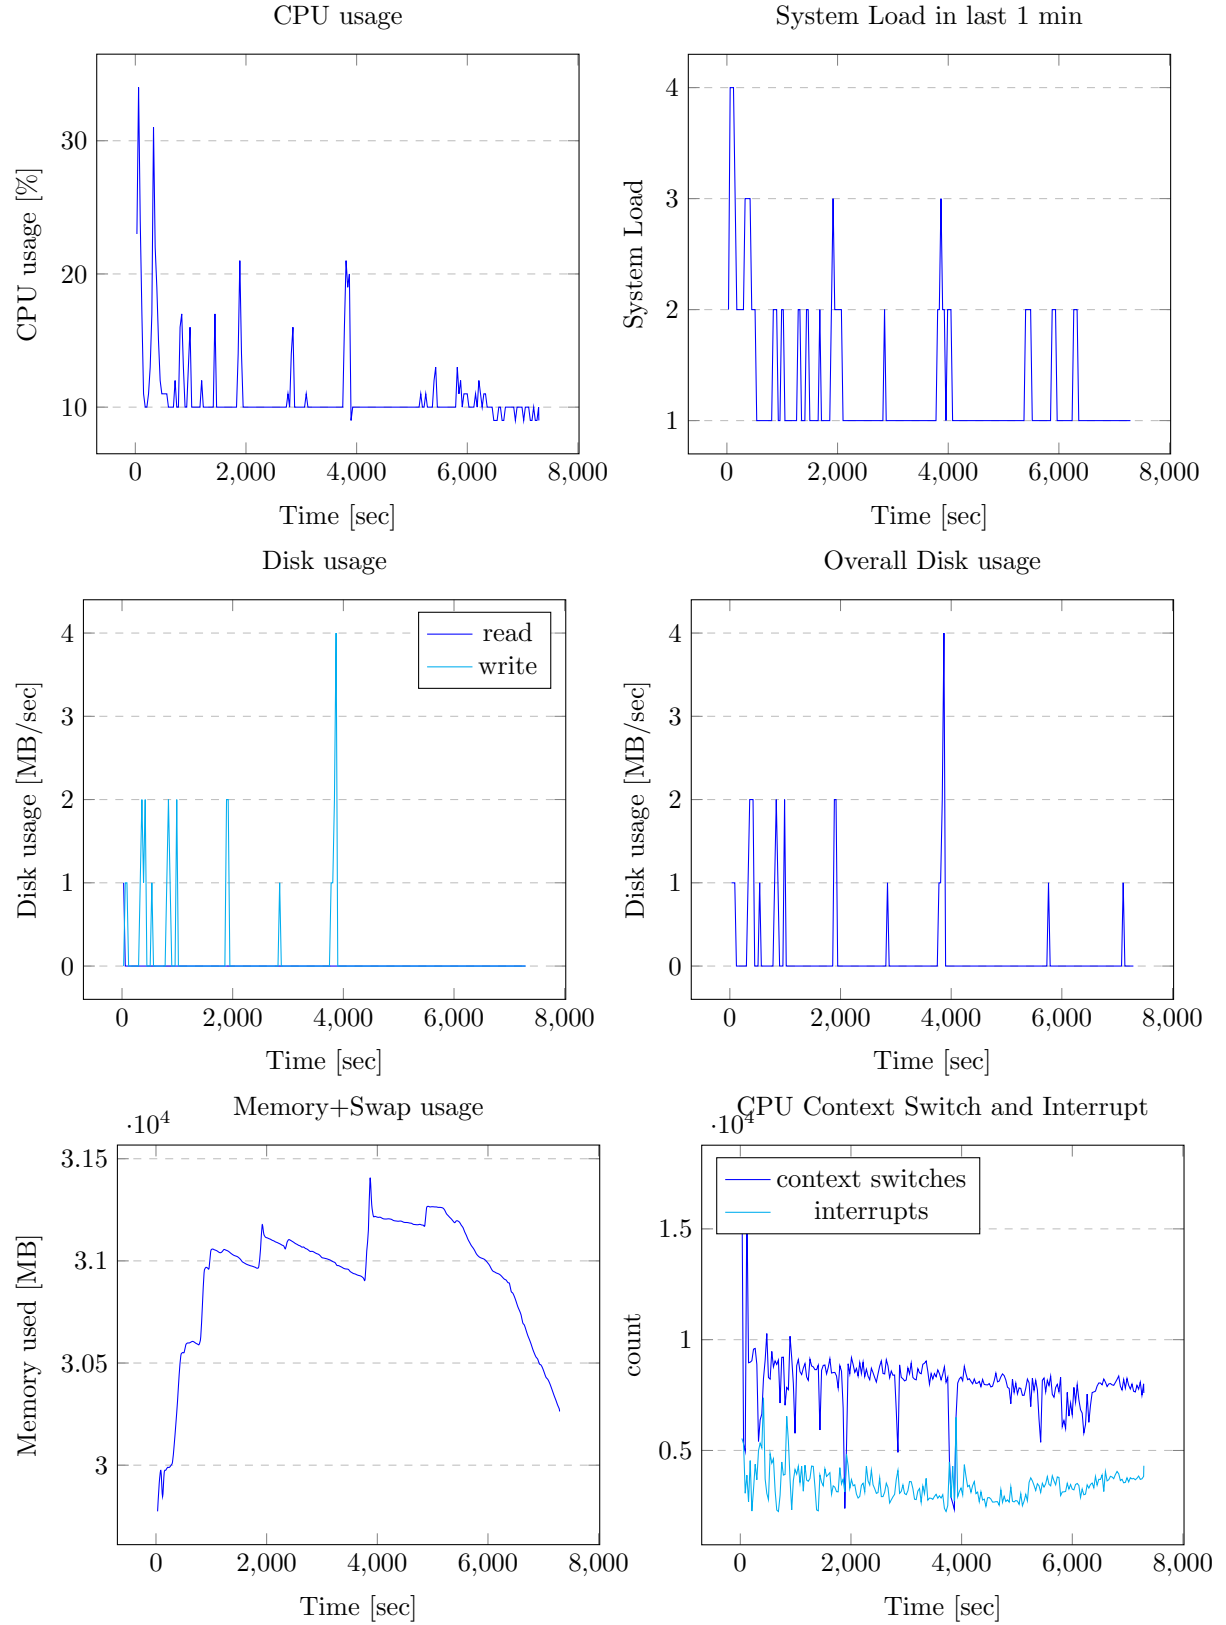 CPU usage
30
20
10
CPU usage [%]
0 2,000 4,000 6,000 8,000
Time [sec]
System Load in last 1 min
4
3
2
1
System Load
0 2,000 4,000 6,000 8,000
Time [sec]
Disk usage
read
write
4
3
2
1
0
Disk usage [MB/sec]
0 2,000 4,000 6,000 8,000
Time [sec]
Overall Disk usage
4
3
2
1
0
Disk usage [MB/sec]
0 2,000 4,000 6,000 8,000
Time [sec]
Memory+Swap usage
·10⁴
3.15
3.1
3.05
3
Memory used [MB]
0 2,000 4,000 6,000 8,000
Time [sec]
CPU Context Switch and Interrupt
·10⁴
context switches
interrupts
1.5
1
0.5
count
0 2,000 4,000 6,000 8,000
Time [sec]